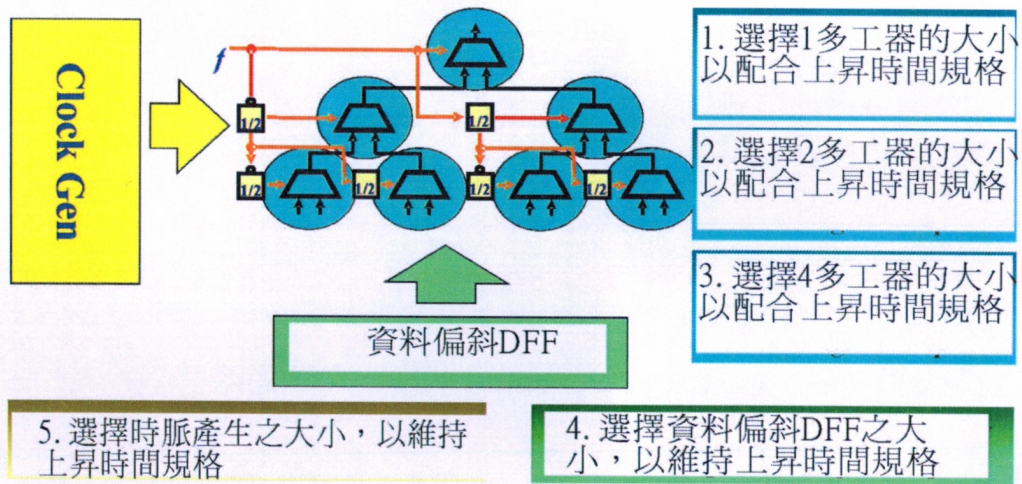 Clock Gen
f
1/2
1/2
1/2
1/2
1/2
1/2
1. 選擇1多工器的大小
以配合上昇時間規格
2. 選擇2多工器的大小
以配合上昇時間規格
3. 選擇4多工器的大小
以配合上昇時間規格
資料偏斜DFF
5. 選擇時脈產生之大小，以維持
上昇時間規格
4. 選擇資料偏斜DFF之大
小，以維持上昇時間規格